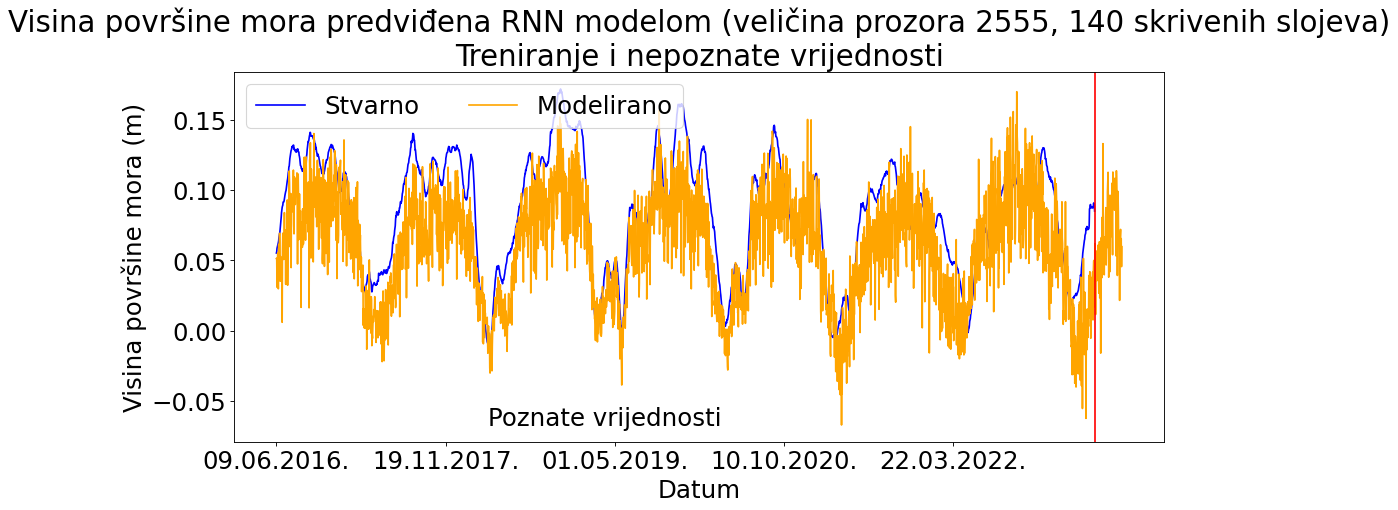 Visina površine mora predviđena RNN modelom (veličina prozora 2555, 140 skrivenih slojeva)
Treniranje i nepoznate vrijednosti
Stvarno Modelirano
Visina površine mora (m)
0.15
0.10
0.05
0.00
−0.05
Poznate vrijednosti
09.06.2016. 19.11.2017. 01.05.2019. 10.10.2020. 22.03.2022.
Datum